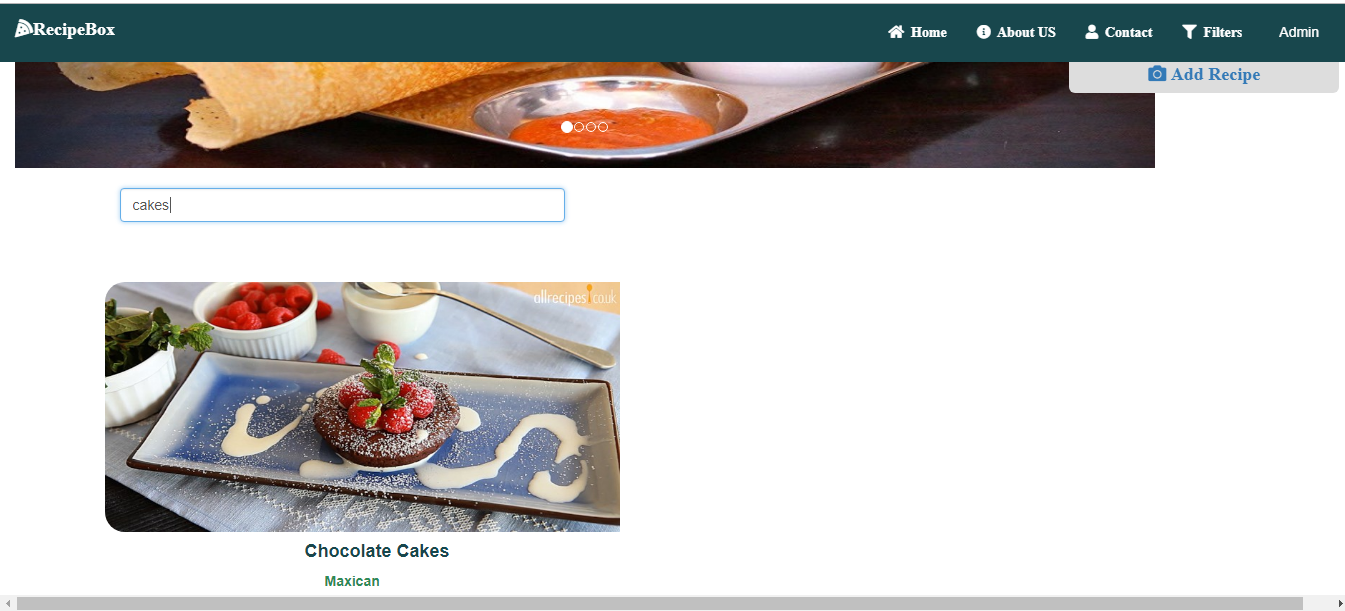 RecipeBox
Home
About US
Contact
Filters
Admin
Add Recipe
cakes
allrecipes.co.uk
Chocolate Cakes
Maxican